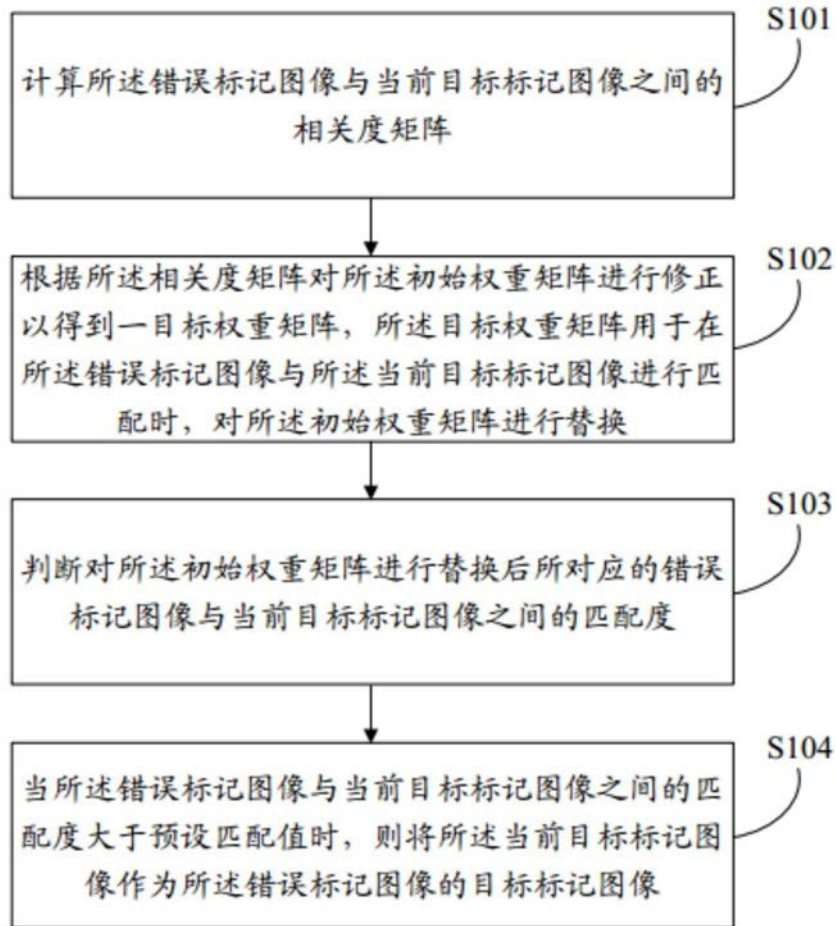 S101
计算所述错误标记图像与当前目标标记图像之间的
相关度矩阵
S102
根据所述相关度矩阵对所述初始权重矩阵进行修正
以得到一目标权重矩阵，所述目标权重矩阵用于在
所述错误标记图像与所述当前目标标记图像进行匹
配时，对所述初始权重矩阵进行替换
S103
判断对所述初始权重矩阵进行替换后所对应的错误
标记图像与当前目标标记图像之间的匹配度
S104
当所述错误标记图像与当前目标标记图像之间的匹
配度大于预设匹配值时，则将所述当前目标标记图
像作为所述错误标记图像的目标标记图像